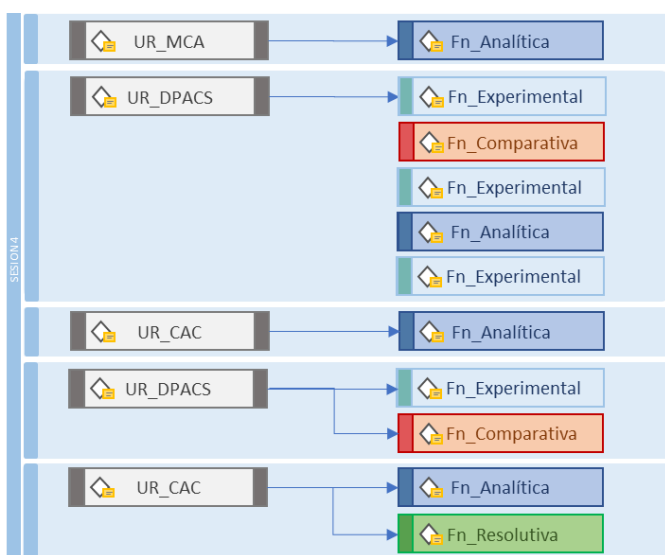 SESION 4
UR_MCA
Fn_Analítica
UR_DPACS
Fn_Experimental
Fn_Comparativa
Fn_Experimental
Fn_Analítica
Fn_Experimental
UR_CAC
Fn_Analítica
UR_DPACS
Fn_Experimental
Fn_Comparativa
UR_CAC
Fn_Analítica
Fn_Resolutiva